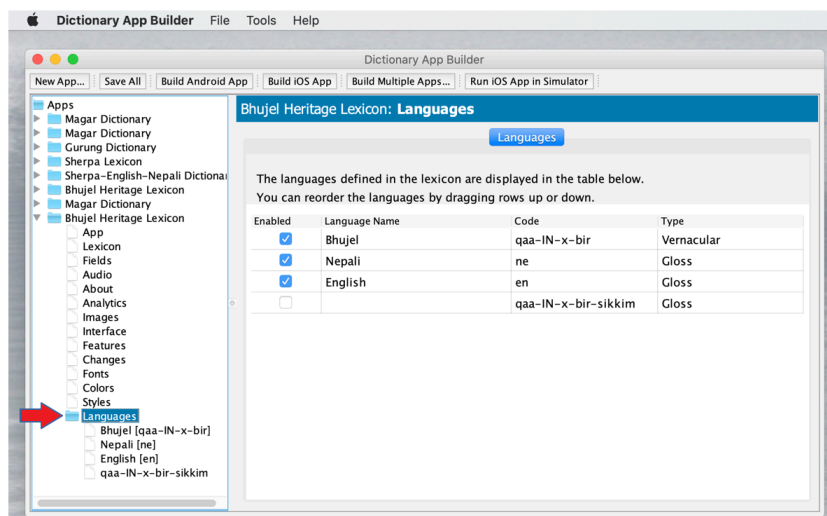 Dictionary App Builder File Tools Help
Dictionary App Builder
New App... Save All Build Android App Build iOS App Build Multiple Apps... Run iOS App in Simulator
Apps
Magar Dictionary
Magar Dictionary
Gurung Dictionary
Sherpa Lexicon
Sherpa-English-Nepali Dictionar
Bhujel Heritage Lexicon
Magar Dictionary
Bhujel Heritage Lexicon
App
Lexicon
Fields
Audio
About
Analytics
Images
Interface
Features
Changes
Fonts
Colors
Styles
Languages
Bhujel [qaa-IN-x-bir]
Nepali [ne]
English [en]
qaa-IN-x-bir-sikkim
Bhujel Heritage Lexicon: Languages
Languages
The languages defined in the lexicon are displayed in the table below.
You can reorder the languages by dragging rows up or down.
Enabled Language Name Code Type
Bhujel qaa-IN-x-bir Vernacular
Nepali ne Gloss
English en Gloss
qaa-IN-x-bir-sikkim Gloss